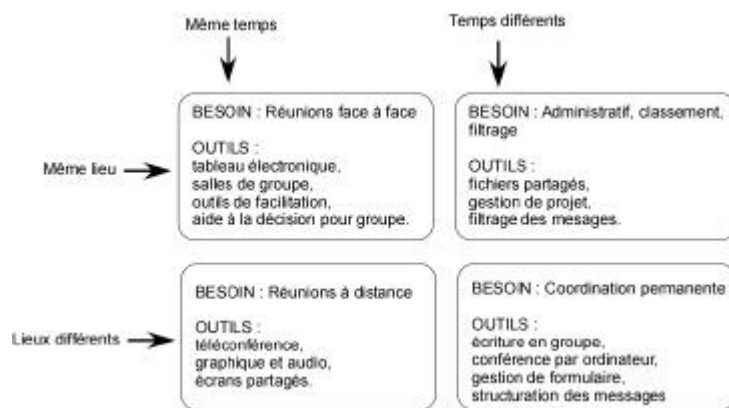 Même temps
Temps différents
Même lieu
BESOIN : Réunions face à face
OUTILS :
tableau électronique,
salles de groupe,
outils de facilitation,
aide à la décision pour groupe.
BESOIN : Administratif, classement,
filtrage
OUTILS :
fichiers partagés,
gestion de projet,
filtrage des mesages.
Lieux différents
BESOIN : Réunions à distance
OUTILS :
téléconférence,
graphique et audio,
écrans partagés.
BESOIN : Coordination permanente
OUTILS :
écriture en groupe,
conférence par ordinateur,
gestion de formulaire,
structuration des messages